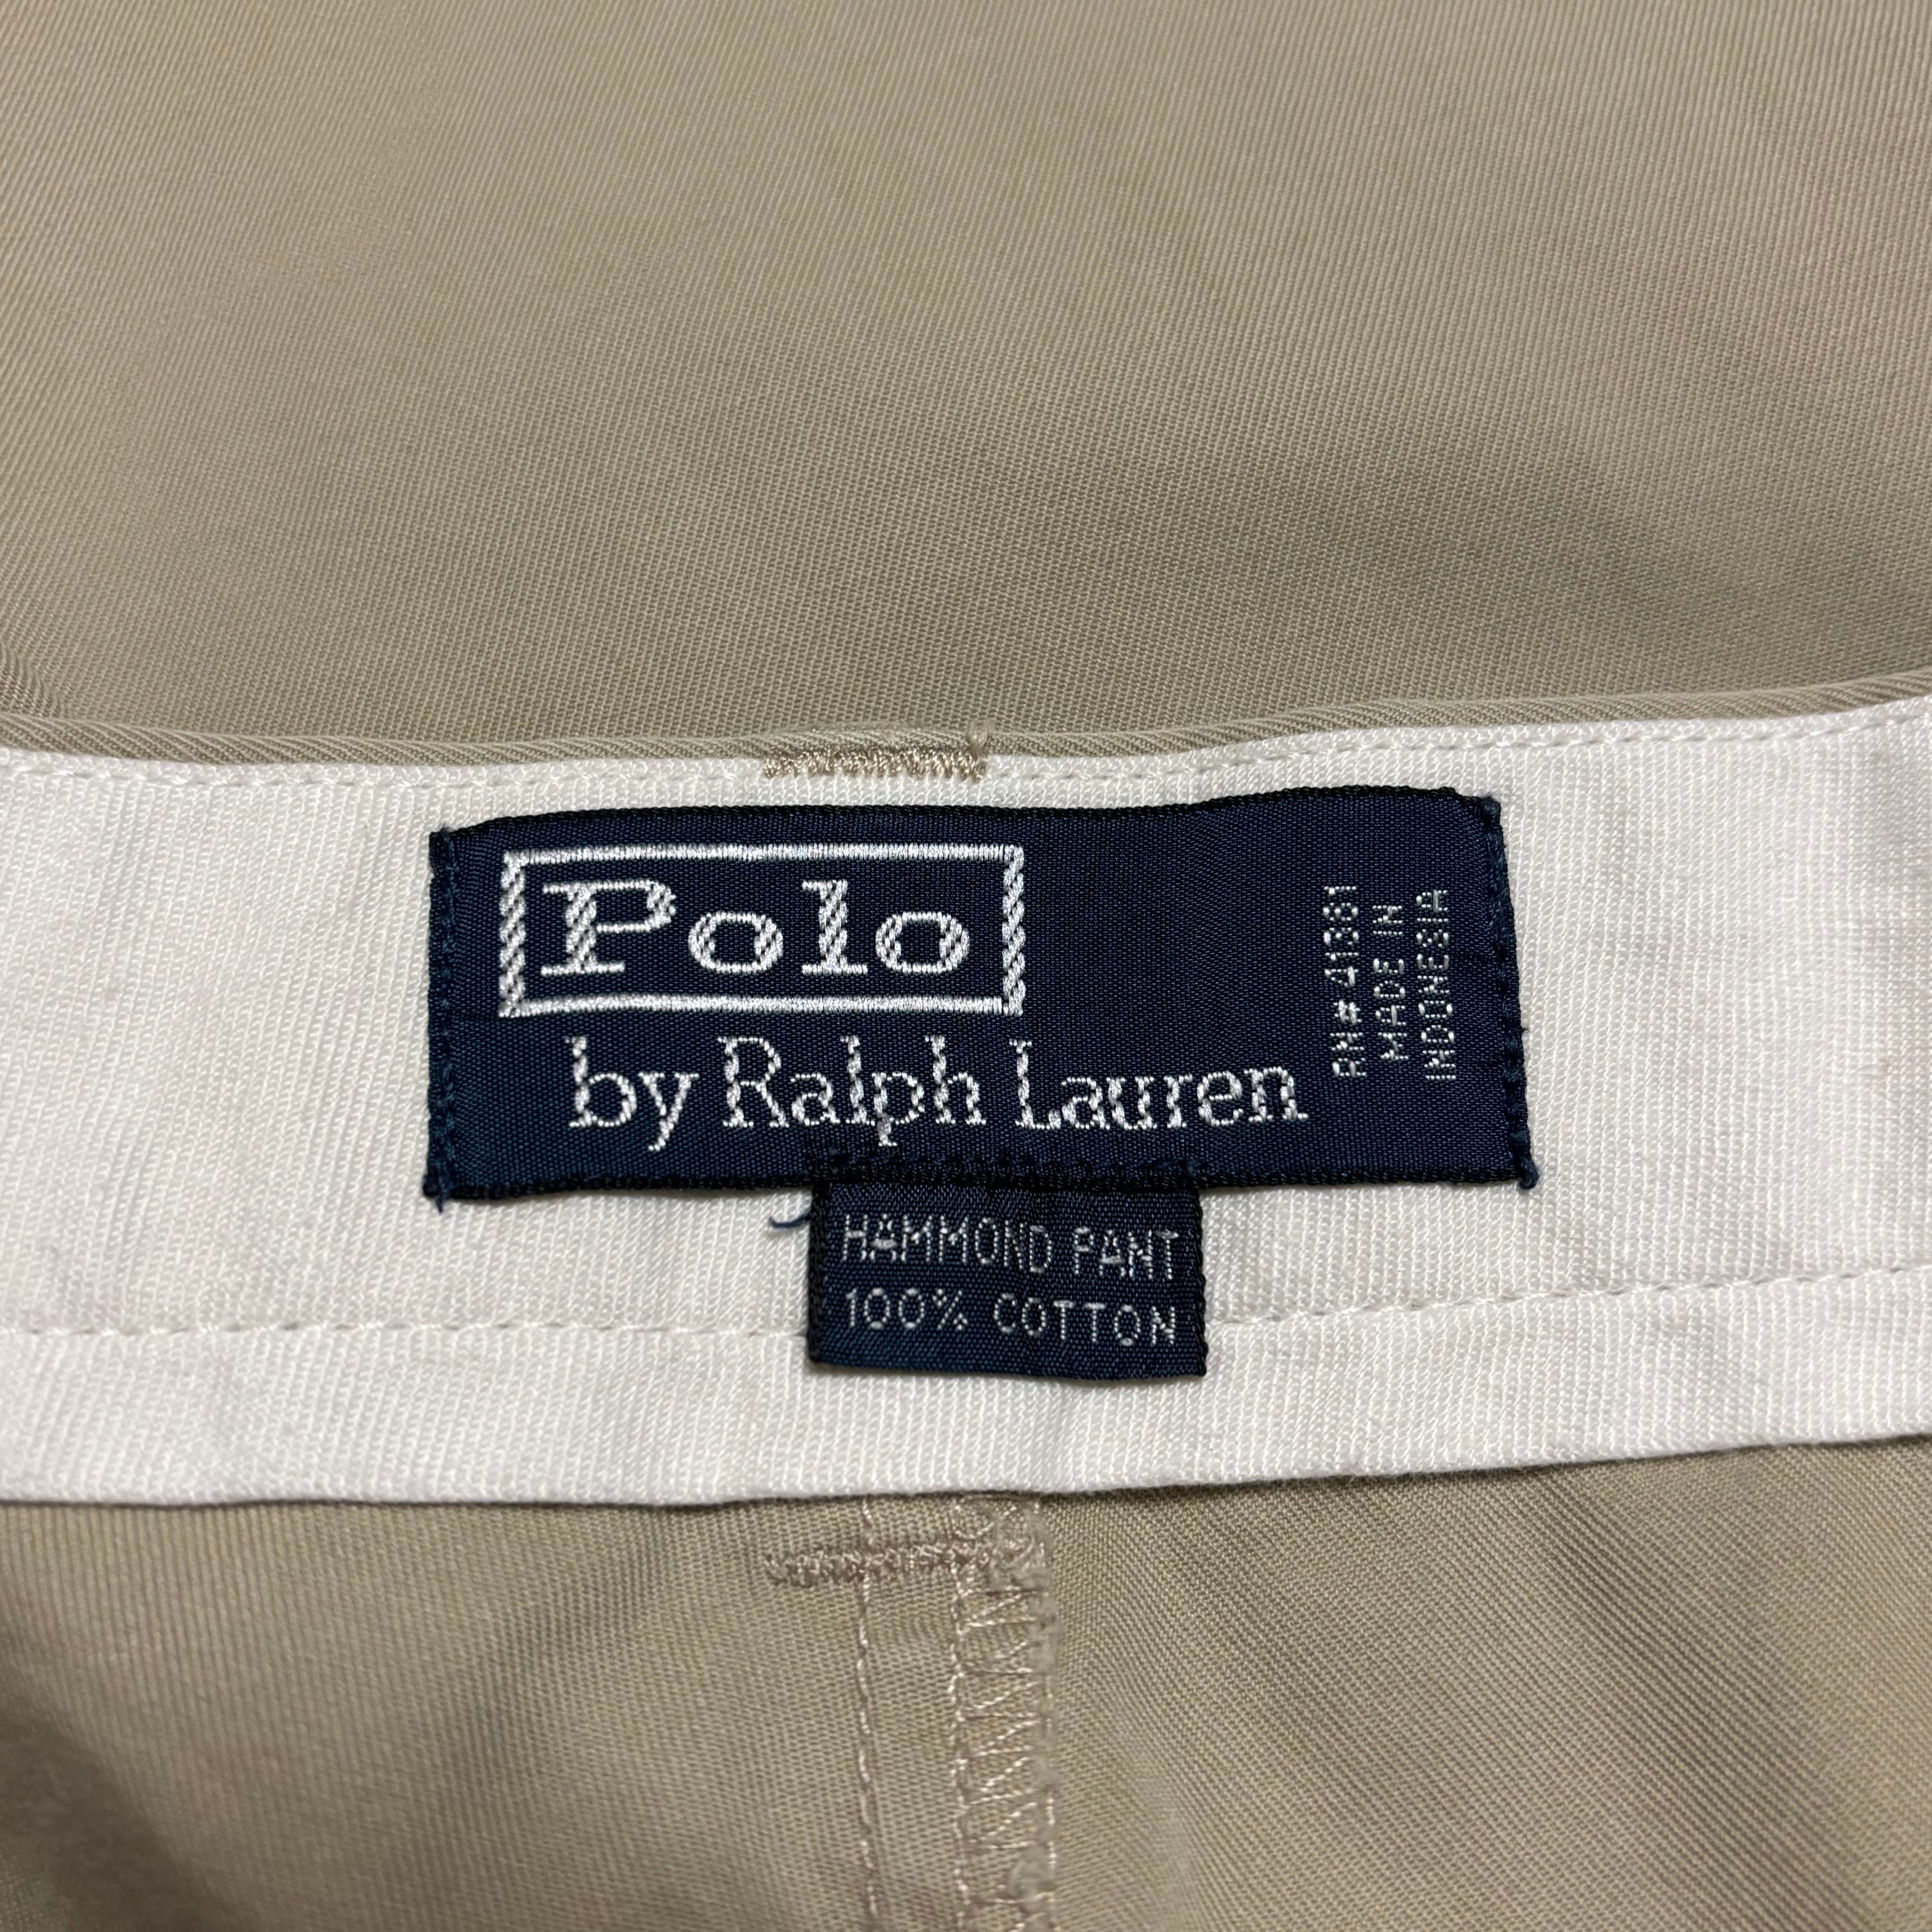 Polo
by Ralph Lauren
RN# 41381
MADE IN
INDONESIA
HAMMOND PANT
100% COTTON